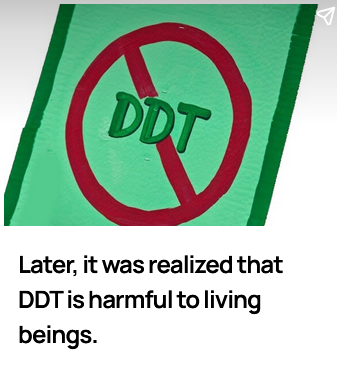 DDT
Later, it was realized that
DDT is harmful to living
beings.